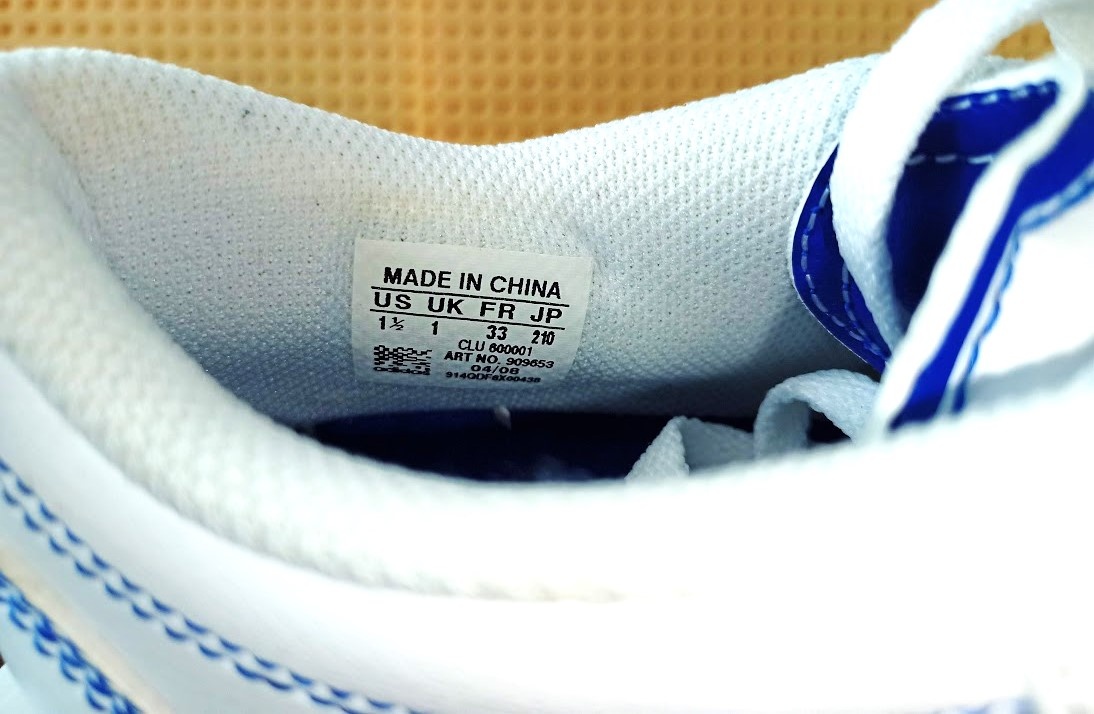 MADE IN CHINA
US UK FR JP
1½ 1 33 210
CLU 600001
ART NO. 909653
04/08
914QDF8X00438